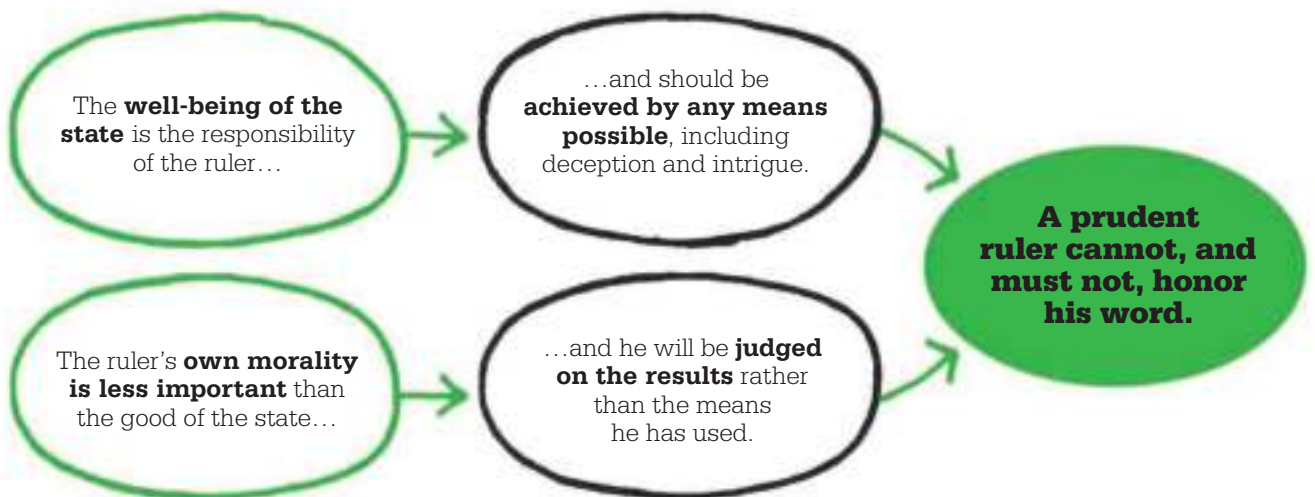 The well-being of the
state is the responsibility
of the ruler…
…and should be
achieved by any means
possible, including
deception and intrigue.
The ruler's own morality
is less important than
the good of the state…
…and he will be judged
on the results rather
than the means
he has used.
A prudent
ruler cannot, and
must not, honor
his word.